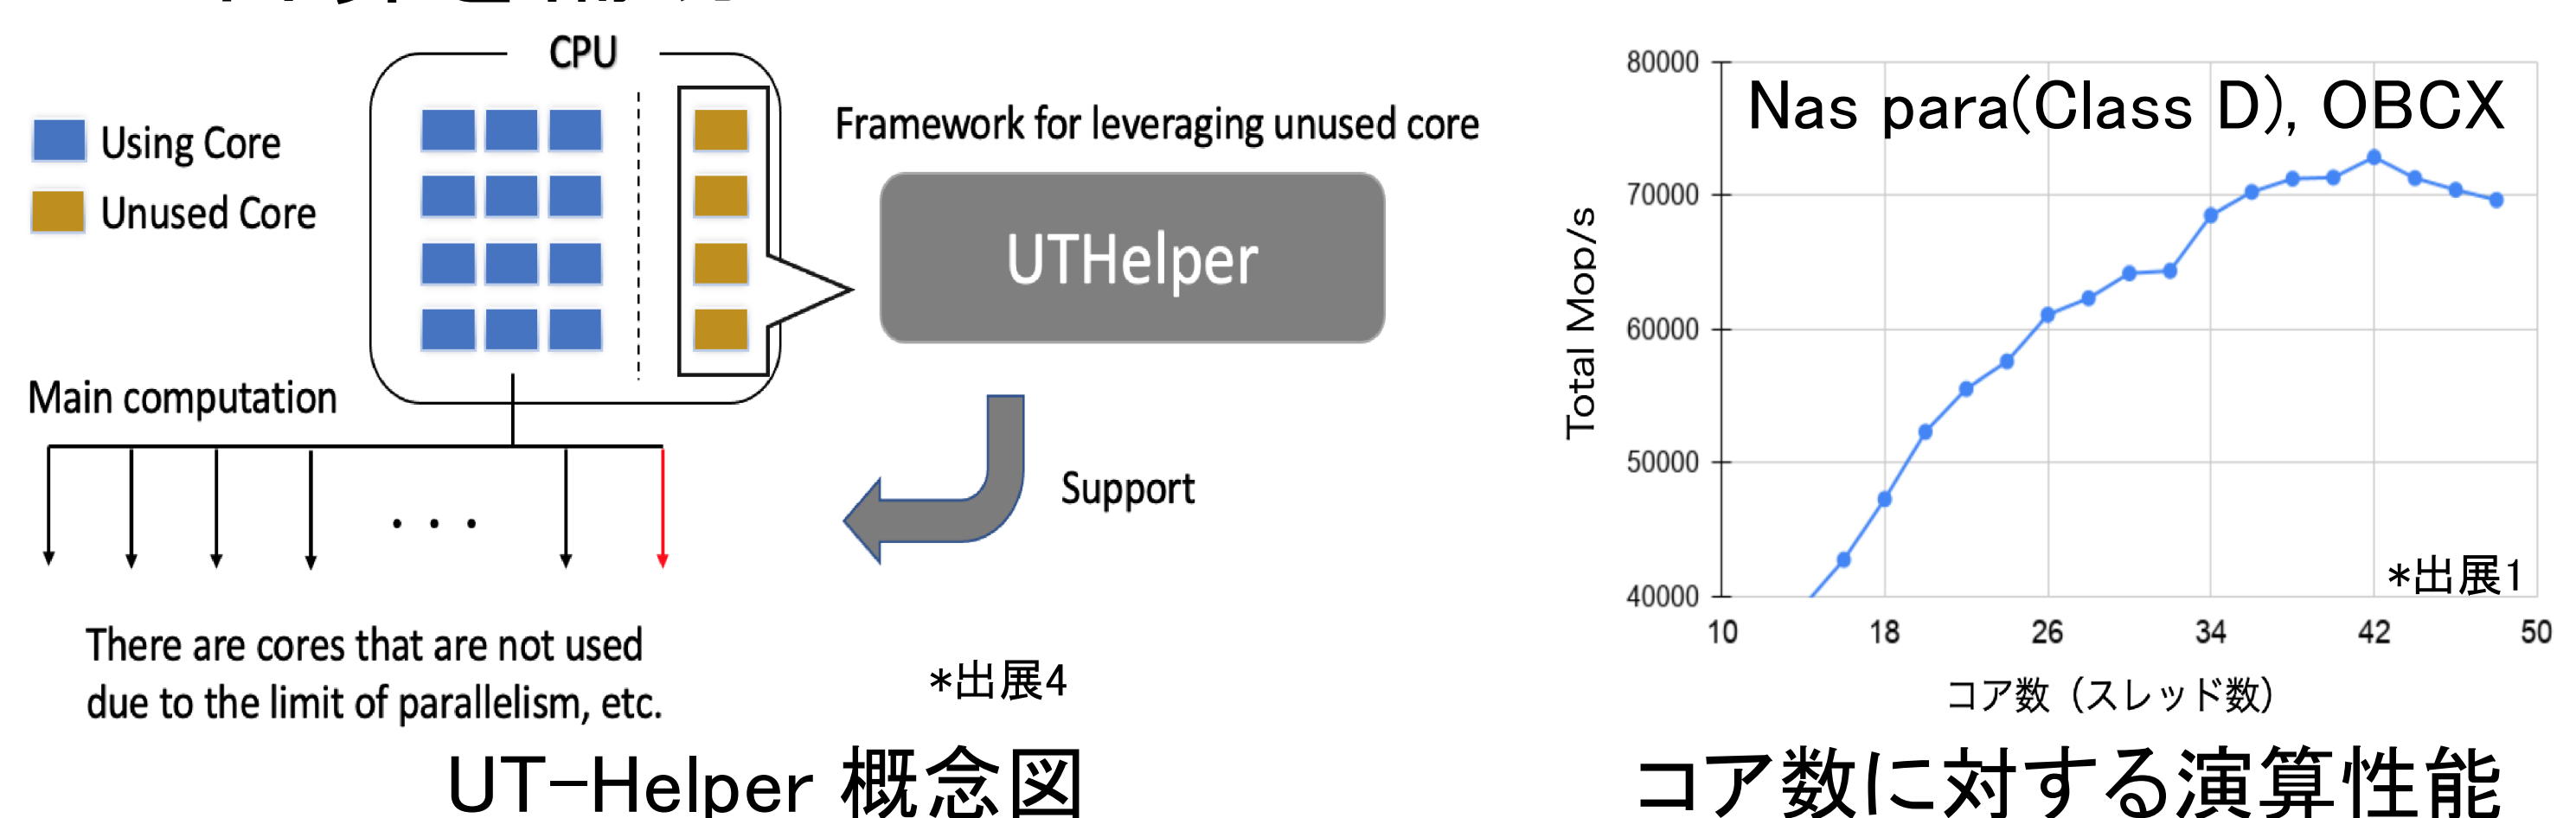 CPU
Using Core
Unused Core
Framework for leveraging unused core
UTHelper
Main computation
. . .
Support
There are cores that are not used
due to the limit of parallelism, etc.
*出展4
UT-Helper 概念図
Nas para(Class D), OBCX
Total Mop/s
80000
70000
60000
50000
40000
10 18 26 34 42 50
*出展1
コア数（スレッド数）
コア数に対する演算性能